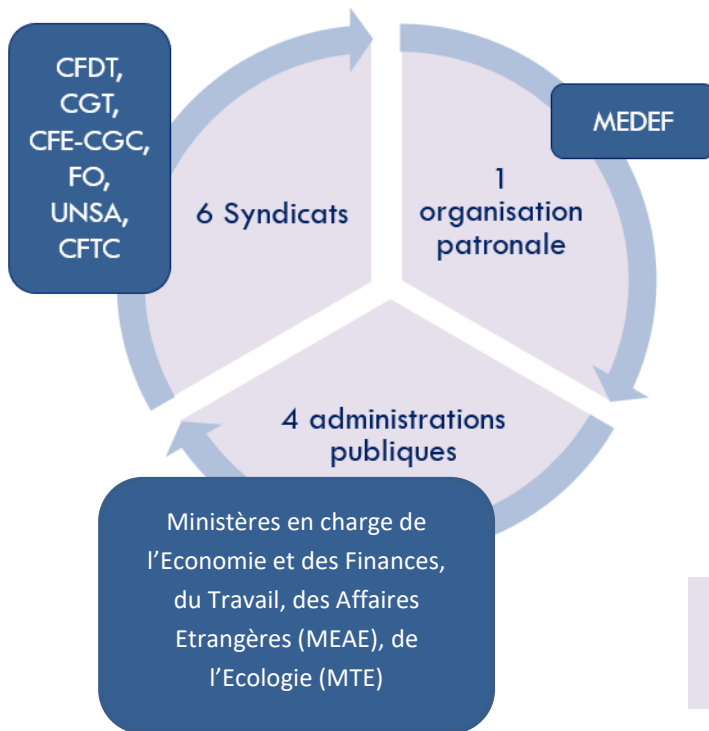 CFDT,
CGT,
CFE-CGC,
FO,
UNSA,
CFTC
6 Syndicats
MEDEF
1
organisation
patronale
4 administrations
publiques
Ministères en charge de
l’Economie et des Finances,
du Travail, des Affaires
Etrangères (MEAE), de
l’Ecologie (MTE)